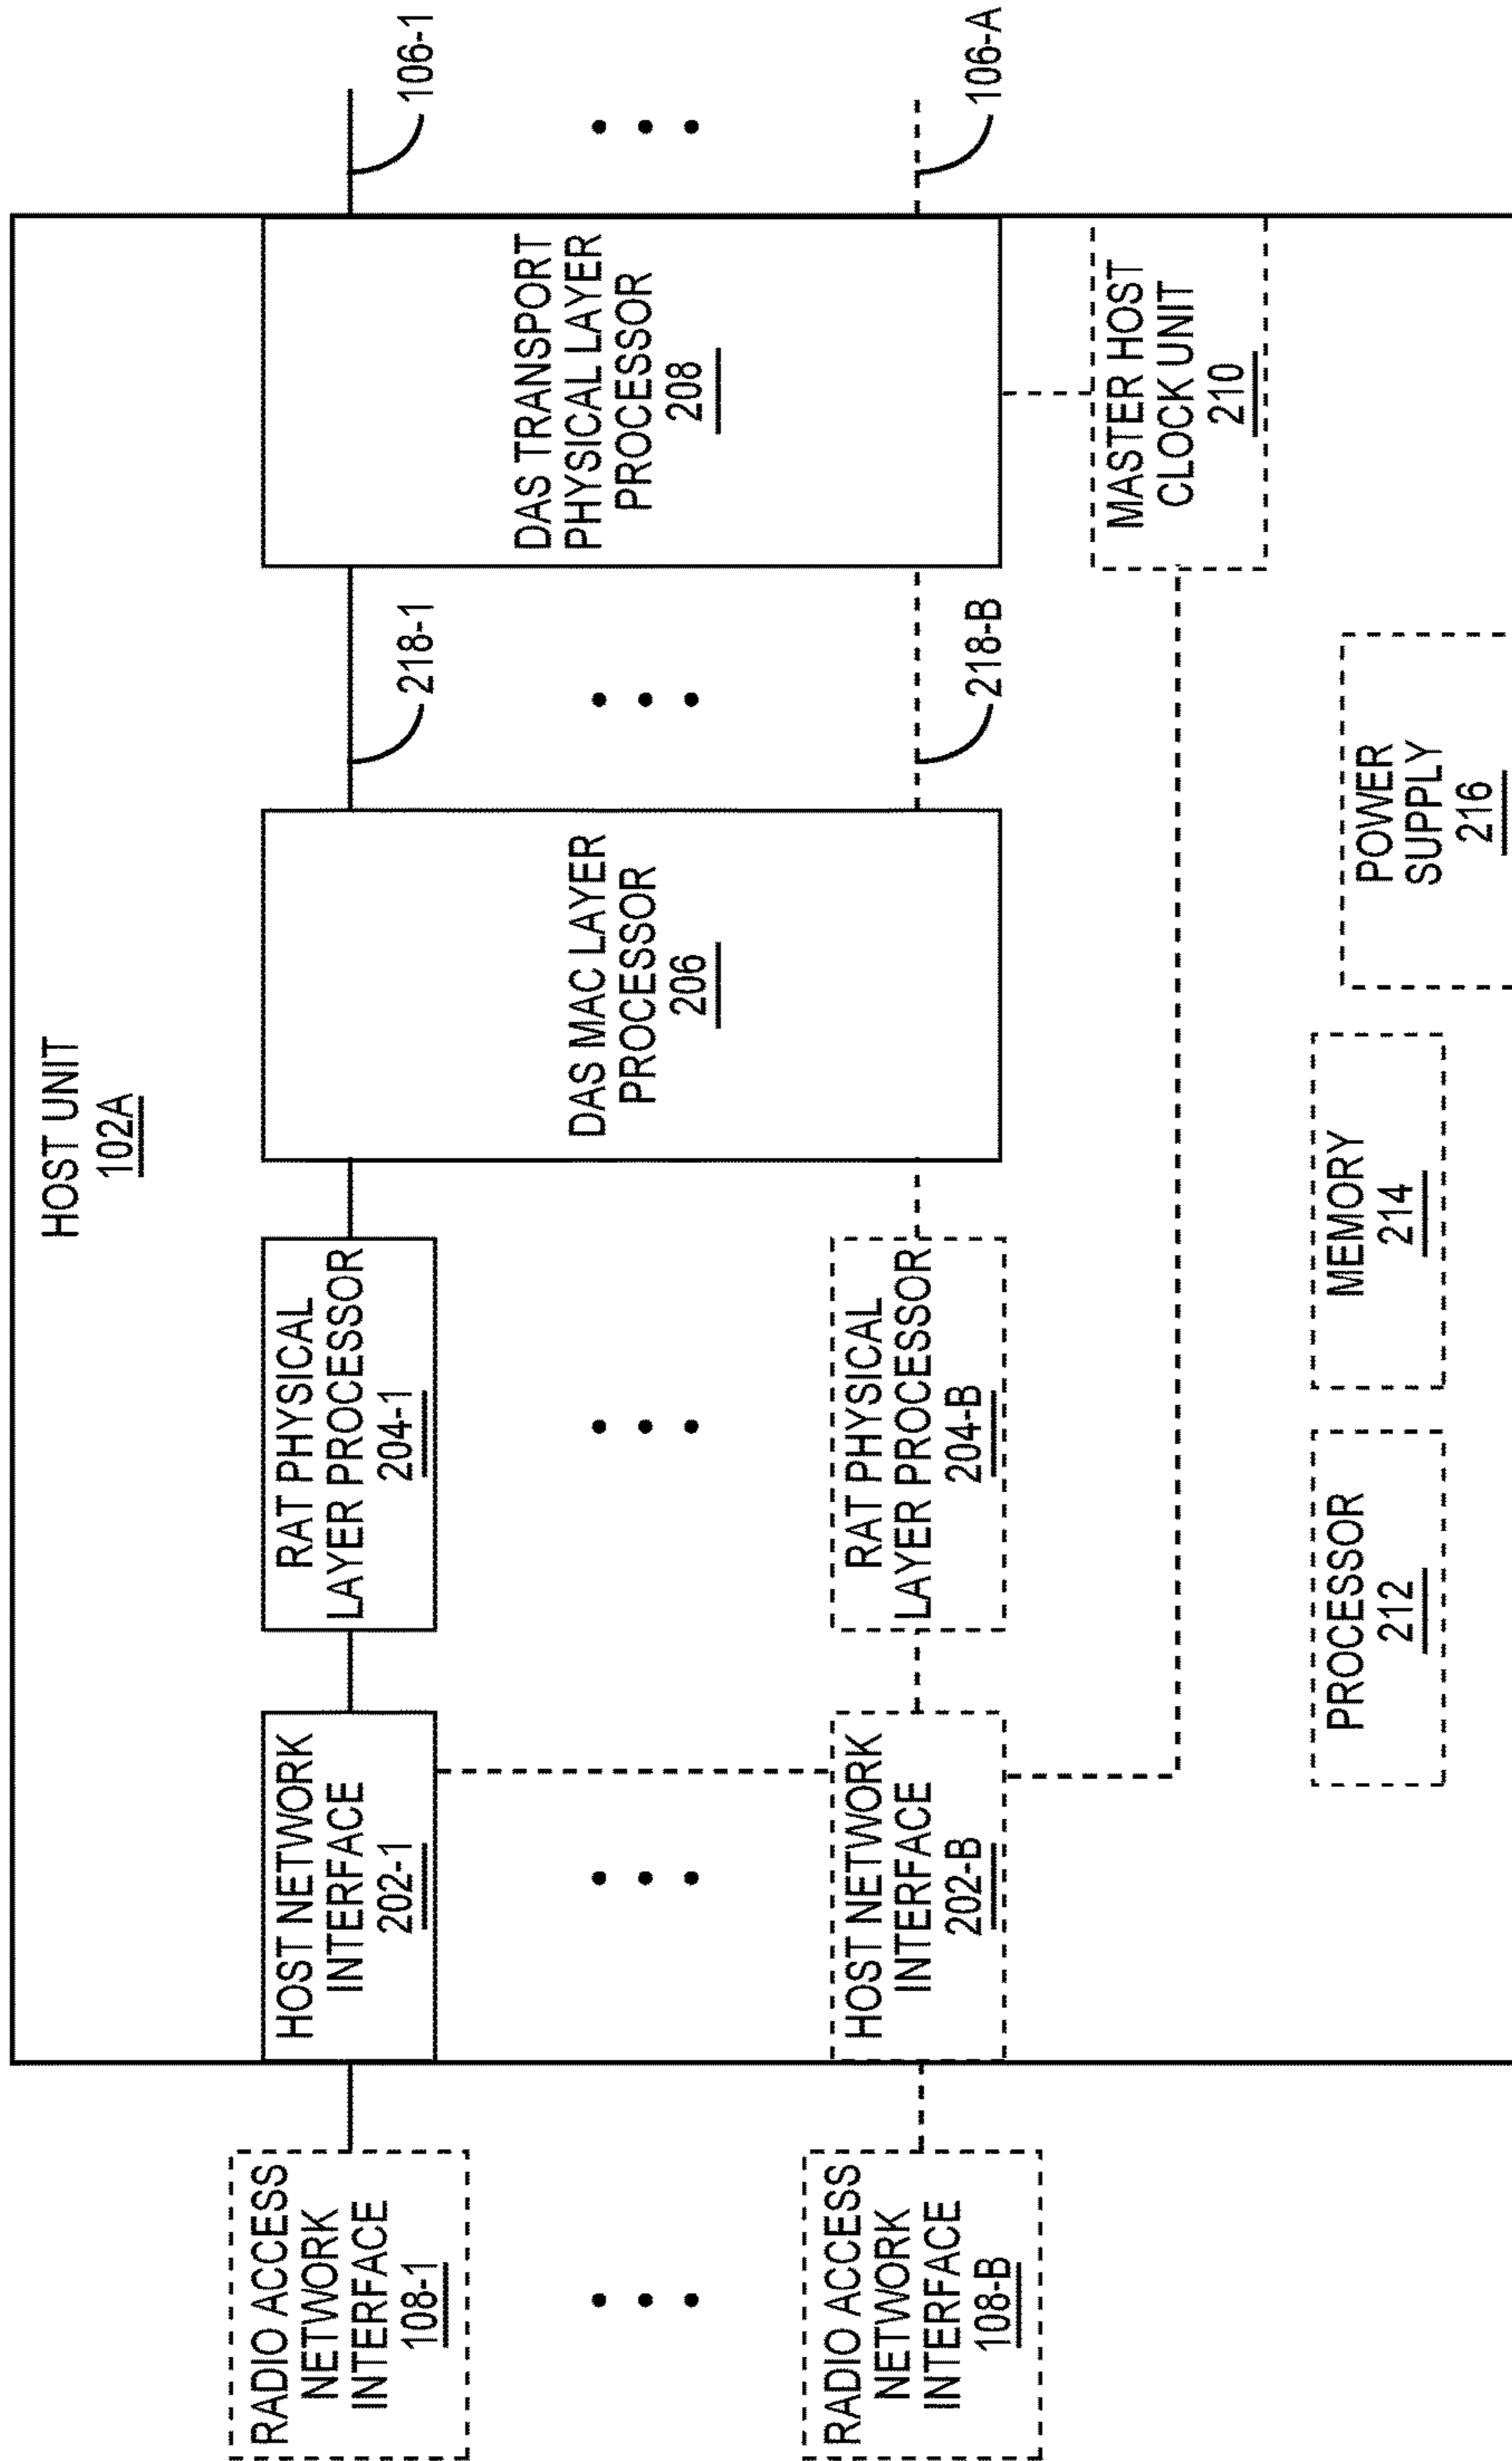 HOST UNIT
102A
RADIO ACCESS
NETWORK
INTERFACE
108-1
HOST NETWORK
INTERFACE
202-1
RAT PHYSICAL
LAYER PROCESSOR
204-1
DAS MAC LAYER
PROCESSOR
206
218-1
DAS TRANSPORT
PHYSICAL LAYER
PROCESSOR
208
106-1
RADIO ACCESS
NETWORK
INTERFACE
108-B
HOST NETWORK
INTERFACE
202-B
RAT PHYSICAL
LAYER PROCESSOR
204-B
218-B
106-A
MASTER HOST
CLOCK UNIT
210
PROCESSOR
212
MEMORY
214
POWER
SUPPLY
216